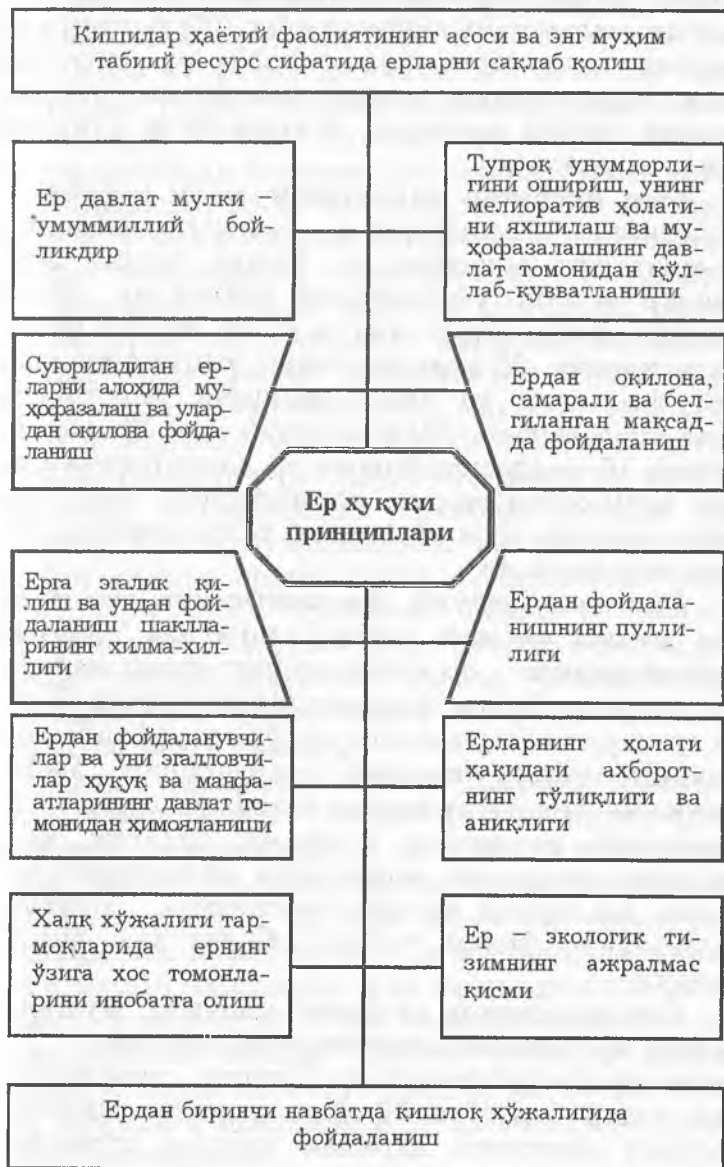 Кишилар ҳаётий фаолиятининг асоси ва энг муҳим
табиий ресурс сифатида ерларни сақлаб қолиш
Ер давлат мулки –
умуммиллий бой-
ликдир
Тупроқ унумдорли-
гини ошириш, унинг
мелиоратив ҳолати-
ни яхшилаш ва му-
ҳофазалашнинг дав-
лат томонидан қўл-
лаб-қувватланиши
Суғориладиган ер-
ларни алоҳида му-
ҳофазалаш ва улар-
дан оқилона фойда-
ланиш
Ердан оқилона,
самарали ва бел-
гиланган мақсад-
да фойдаланиш
Ер ҳуқуқи
принциплари
Ерга эгалик қи-
лиш ва ундан фой-
даланиш шаклла-
рининг хилма-хил-
лиги
Ердан фойдала-
нишнинг пулли-
лиги
Ердан фойдаланувчи-
лар ва уни эгалловчи-
лар ҳуқуқ ва манфа-
атларининг давлат то-
монидан ҳимояланиши
Ерларнинг ҳолати
ҳақидаги ахборот-
нинг тўлиқлиги ва
аниқлиги
Халқ хўжалиги тар-
моқларида ернинг
ўзига хос томонла-
рини инобатга олиш
Ер – экологик ти-
зимнинг ажралмас
қисми
Ердан биринчи навбатда қишлоқ хўжалигида
фойдаланиш